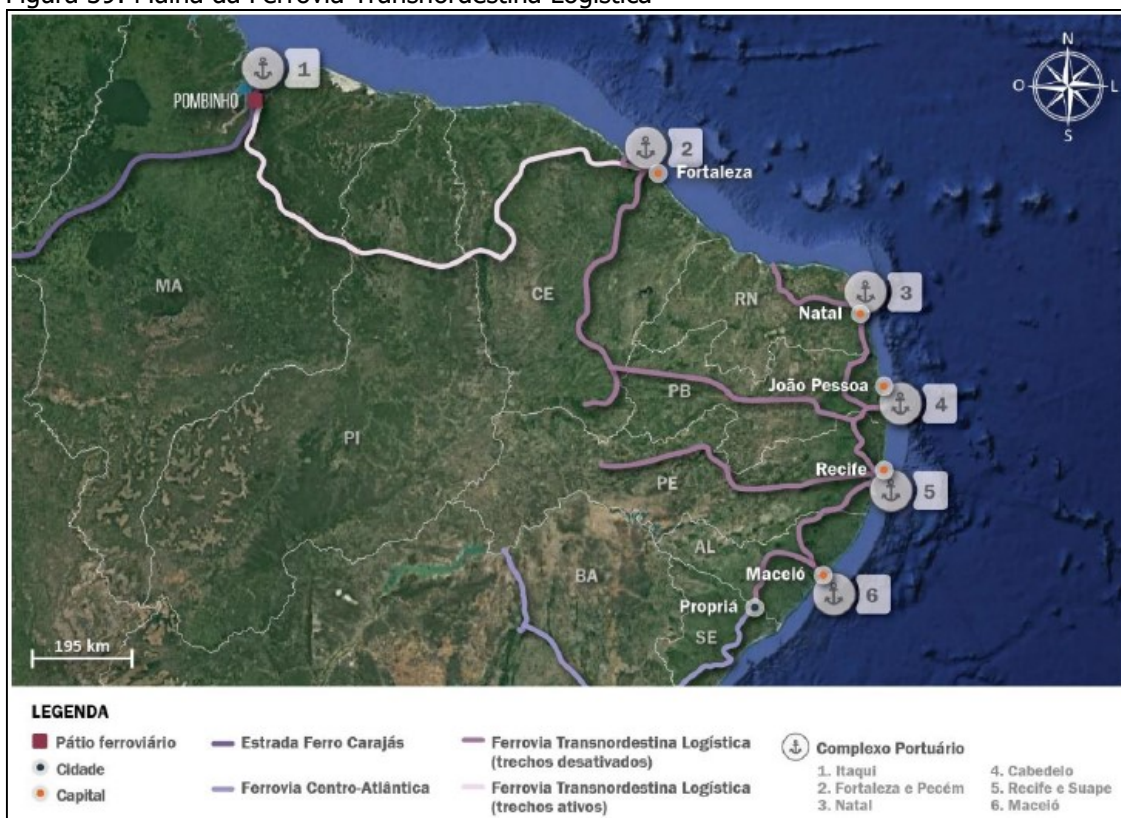 Figura 59: Malha da Ferrovia Transnordestina Logística
N
O
L
S
1
POMBINHO
2
Fortaleza
MA
CE
RN
3
Natal
João Pessoa
PB
4
PI
Recife
PE
5
AL
BA
Maceió
6
Propriá
SE
195 km
LEGENDA
Pátio ferroviário
Cidade
Capital
Estrada Ferro Carajás
Ferrovia Centro-Atlântica
Ferrovia Transnordestina Logística
(trechos desativados)
Ferrovia Transnordestina Logística
(trechos ativos)
Complexo Portuário
1. Itaqui
2. Fortaleza e Pecém
3. Natal
4. Cabedelo
5. Recife e Suape
6. Maceió